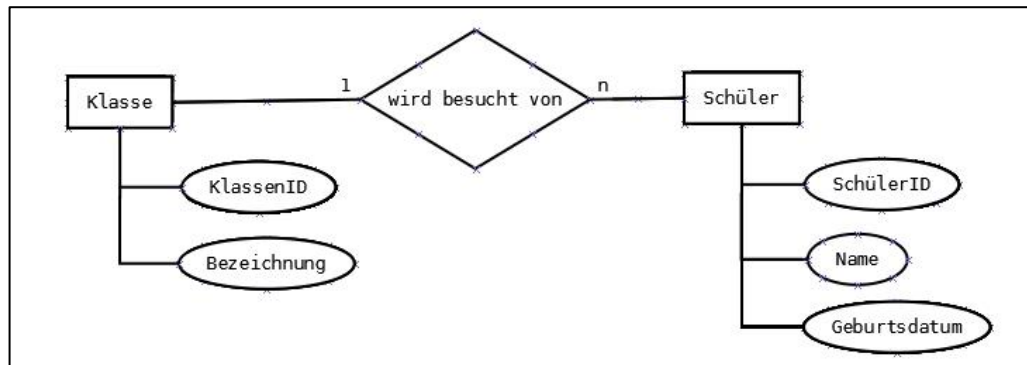 Klasse
1
wird besucht von
n
Schüler
KlassenID
Bezeichnung
SchülerID
Name
Geburtsdatum